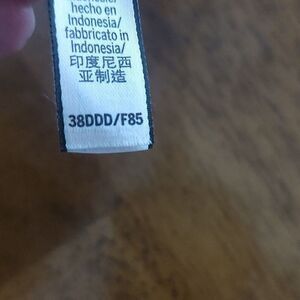 hecho en
Indonesia/
fabbricato in
Indonesia/
印度尼西
亚制造
38DDD/F85